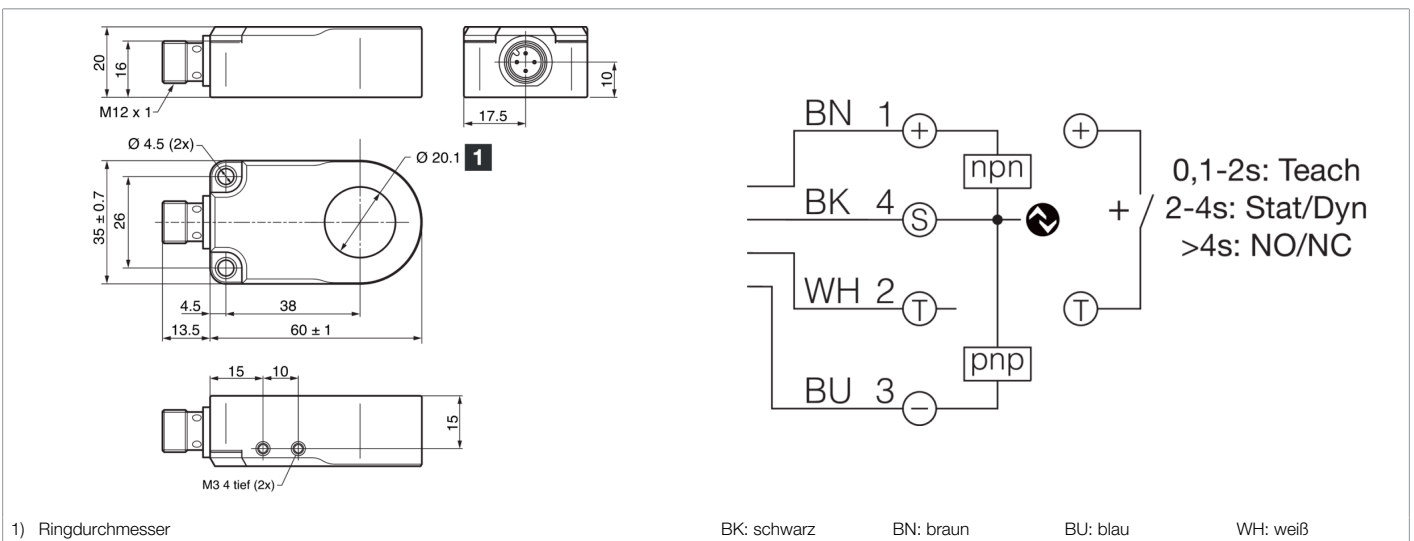 20
16
M12 x 1
10
17.5
Ø 4.5 (2x)
Ø 20.1 1
35 ± 0.7
26
4.5
38
13.5
60 ± 1
15
10
15
M3 4 tief (2x)
BN 1 +
npn
BK 4 S
WH 2 T
pnp
BU 3 −
+
+
T
0,1-2s: Teach
2-4s: Stat/Dyn
>4s: NO/NC
1) Ringdurchmesser
BK: schwarz BN: braun BU: blau WH: weiß